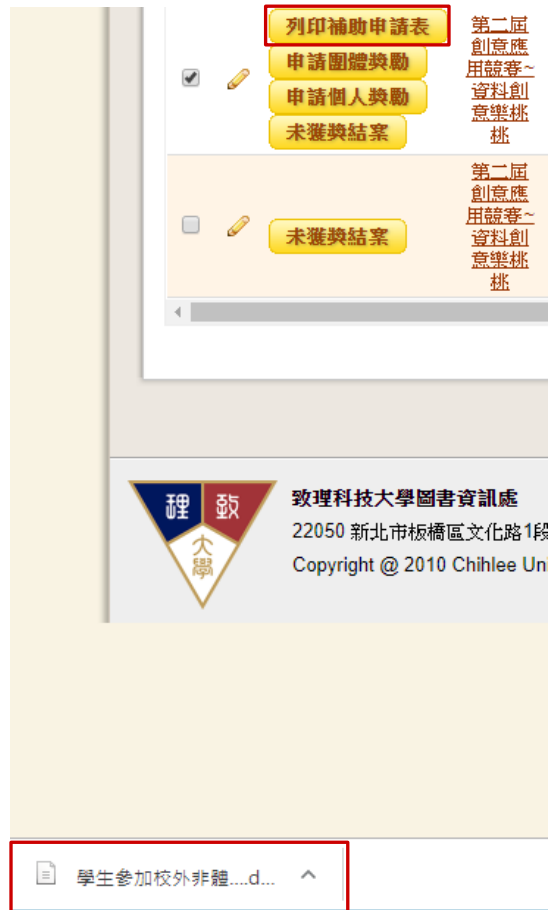 列印補助申請表
申請團體獎勵
申請個人獎勵
未獲獎結案
第二屆
創意應
用競賽~
資料創
意樂桃
桃
未獲獎結案
第二屆
創意應
用競賽~
資料創
意樂桃
桃
理 致
大
學
致理科技大學圖書資訊處
22050 新北市板橋區文化路1段
Copyright @ 2010 Chihlee Uni
學生參加校外非體....d...